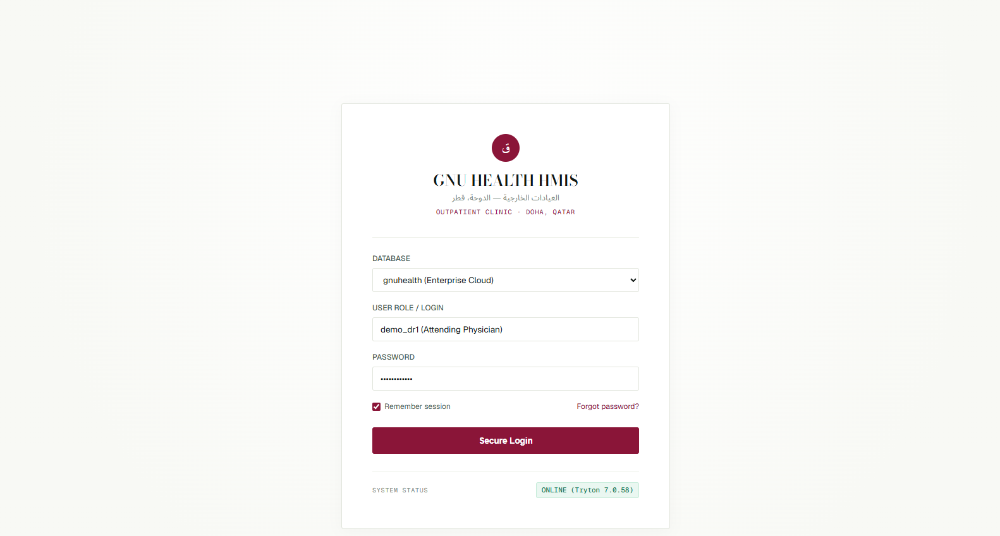 قَ
GNU HEALTH HMIS
العيادات الخارجية — الدوحة، قطر
OUTPATIENT CLINIC · DOHA, QATAR
DATABASE
gnuhealth (Enterprise Cloud)
USER ROLE / LOGIN
demo_dr1 (Attending Physician)
PASSWORD
••••••••••••
Remember session
Forgot password?
Secure Login
SYSTEM STATUS
ONLINE (Tryton 7.0.58)